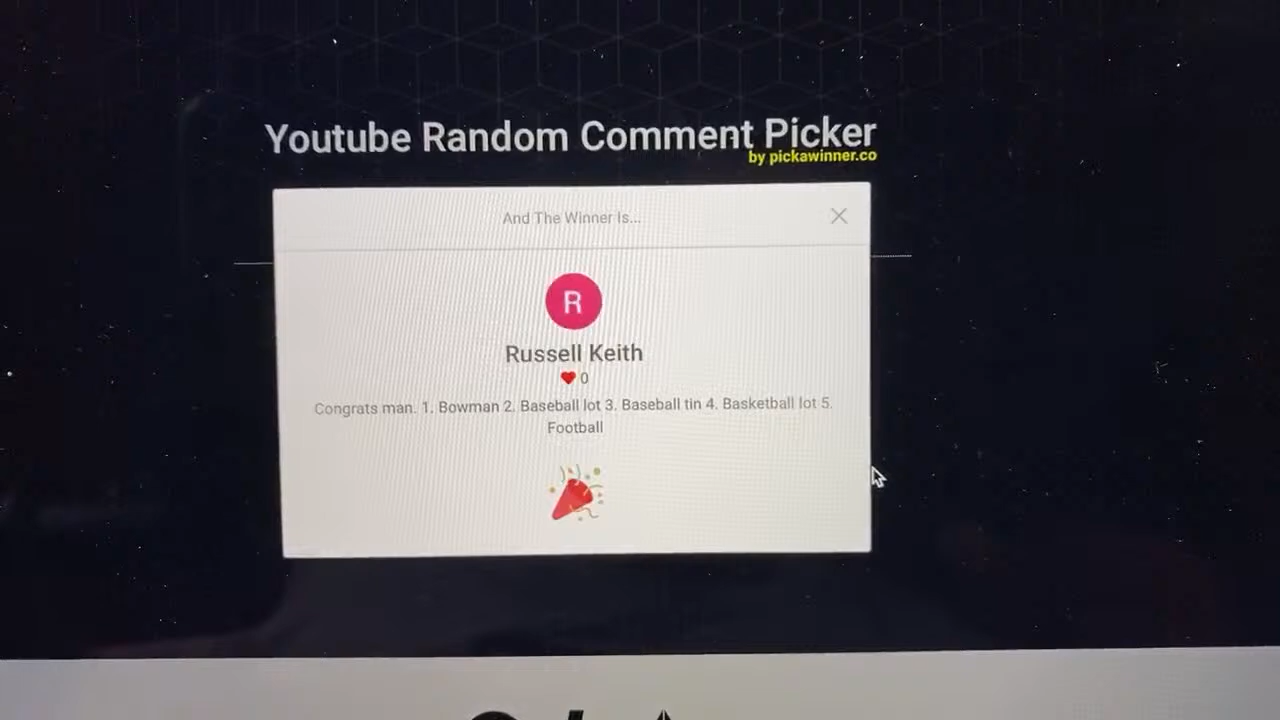 Youtube Random Comment Picker
by pickawinner.co
And The Winner Is...
R
Russell Keith
0
Congrats man. 1. Bowman 2. Baseball lot 3. Baseball tin 4. Basketball lot 5.
Football